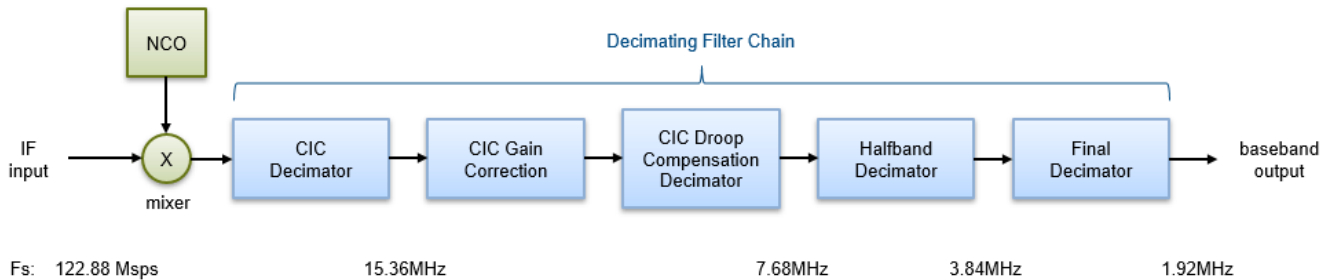 Decimating Filter Chain
NCO
IF
input
X
mixer
CIC
Decimator
CIC Gain
Correction
CIC Droop
Compensation
Decimator
Halfband
Decimator
Final
Decimator
baseband
output
Fs: 122.88 Msps 15.36MHz 7.68MHz 3.84MHz 1.92MHz